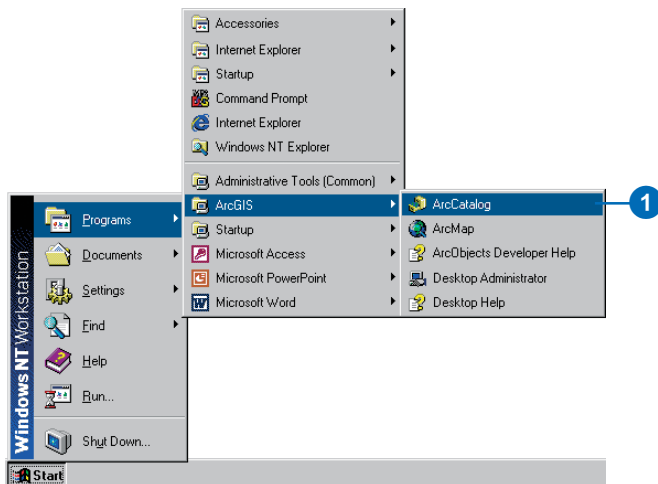 Accessories
Internet Explorer
Startup
Command Prompt
Internet Explorer
Windows NT Explorer
Administrative Tools (Common)
ArcGIS
Startup
Microsoft Access
Microsoft PowerPoint
Microsoft Word
ArcCatalog
1
ArcMap
ArcObjects Developer Help
Desktop Administrator
Desktop Help
Programs
Documents
Settings
Find
Help
Run...
Shut Down...
Windows NT Workstation
Start